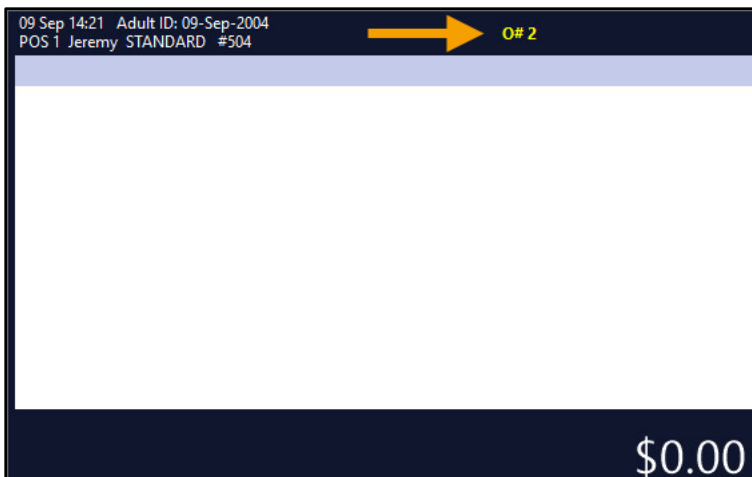 09 Sep 14:21 Adult ID: 09-Sep-2004
POS 1 Jeremy STANDARD #504
O# 2
$0.00